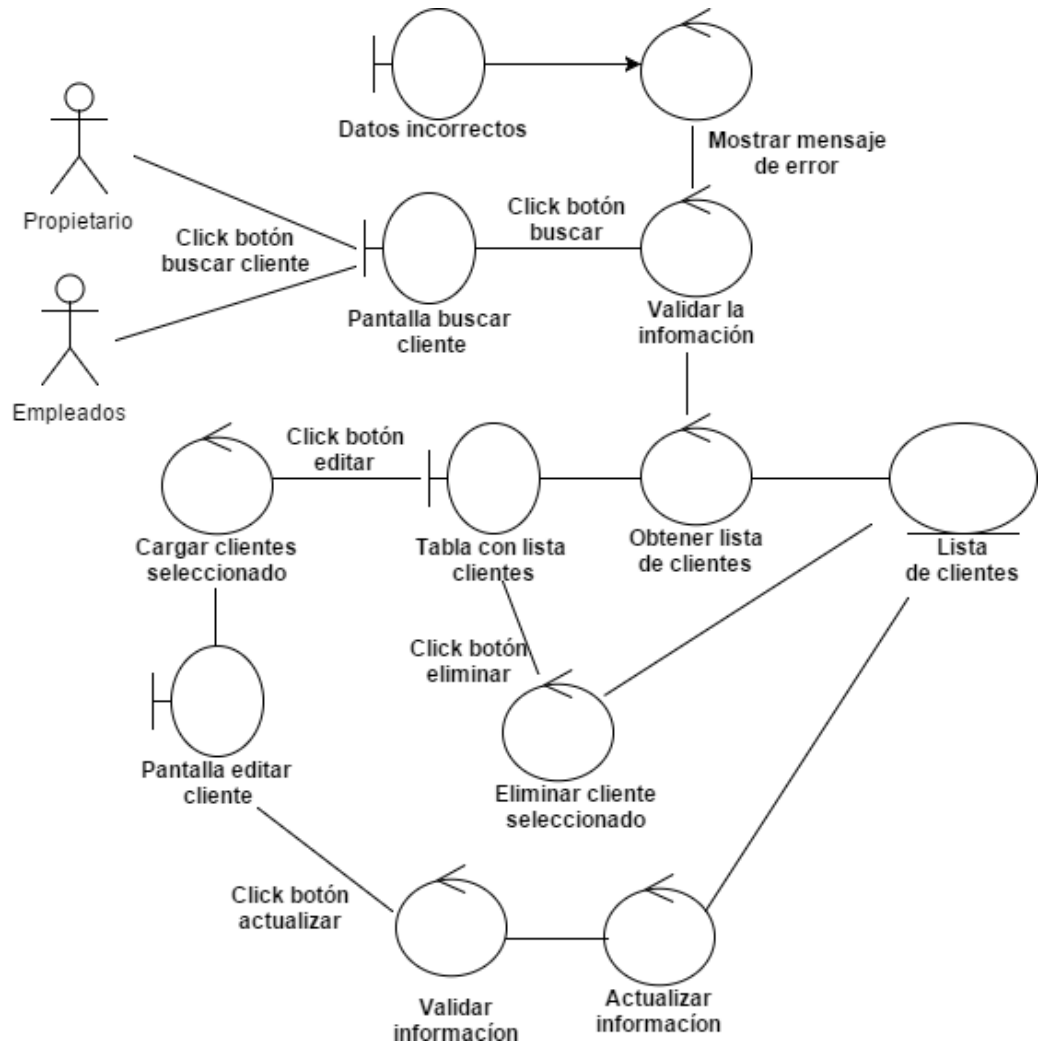 Datos incorrectos
Mostrar mensaje
de error
Propietario
Click botón
buscar cliente
Click botón
buscar
Pantalla buscar
cliente
Validar la
infomación
Empleados
Click botón
editar
Cargar clientes
seleccionado
Tabla con lista
clientes
Obtener lista
de clientes
Lista
de clientes
Click botón
eliminar
Pantalla editar
cliente
Eliminar cliente
seleccionado
Click botón
actualizar
Validar
informacíon
Actualizar
informacíon